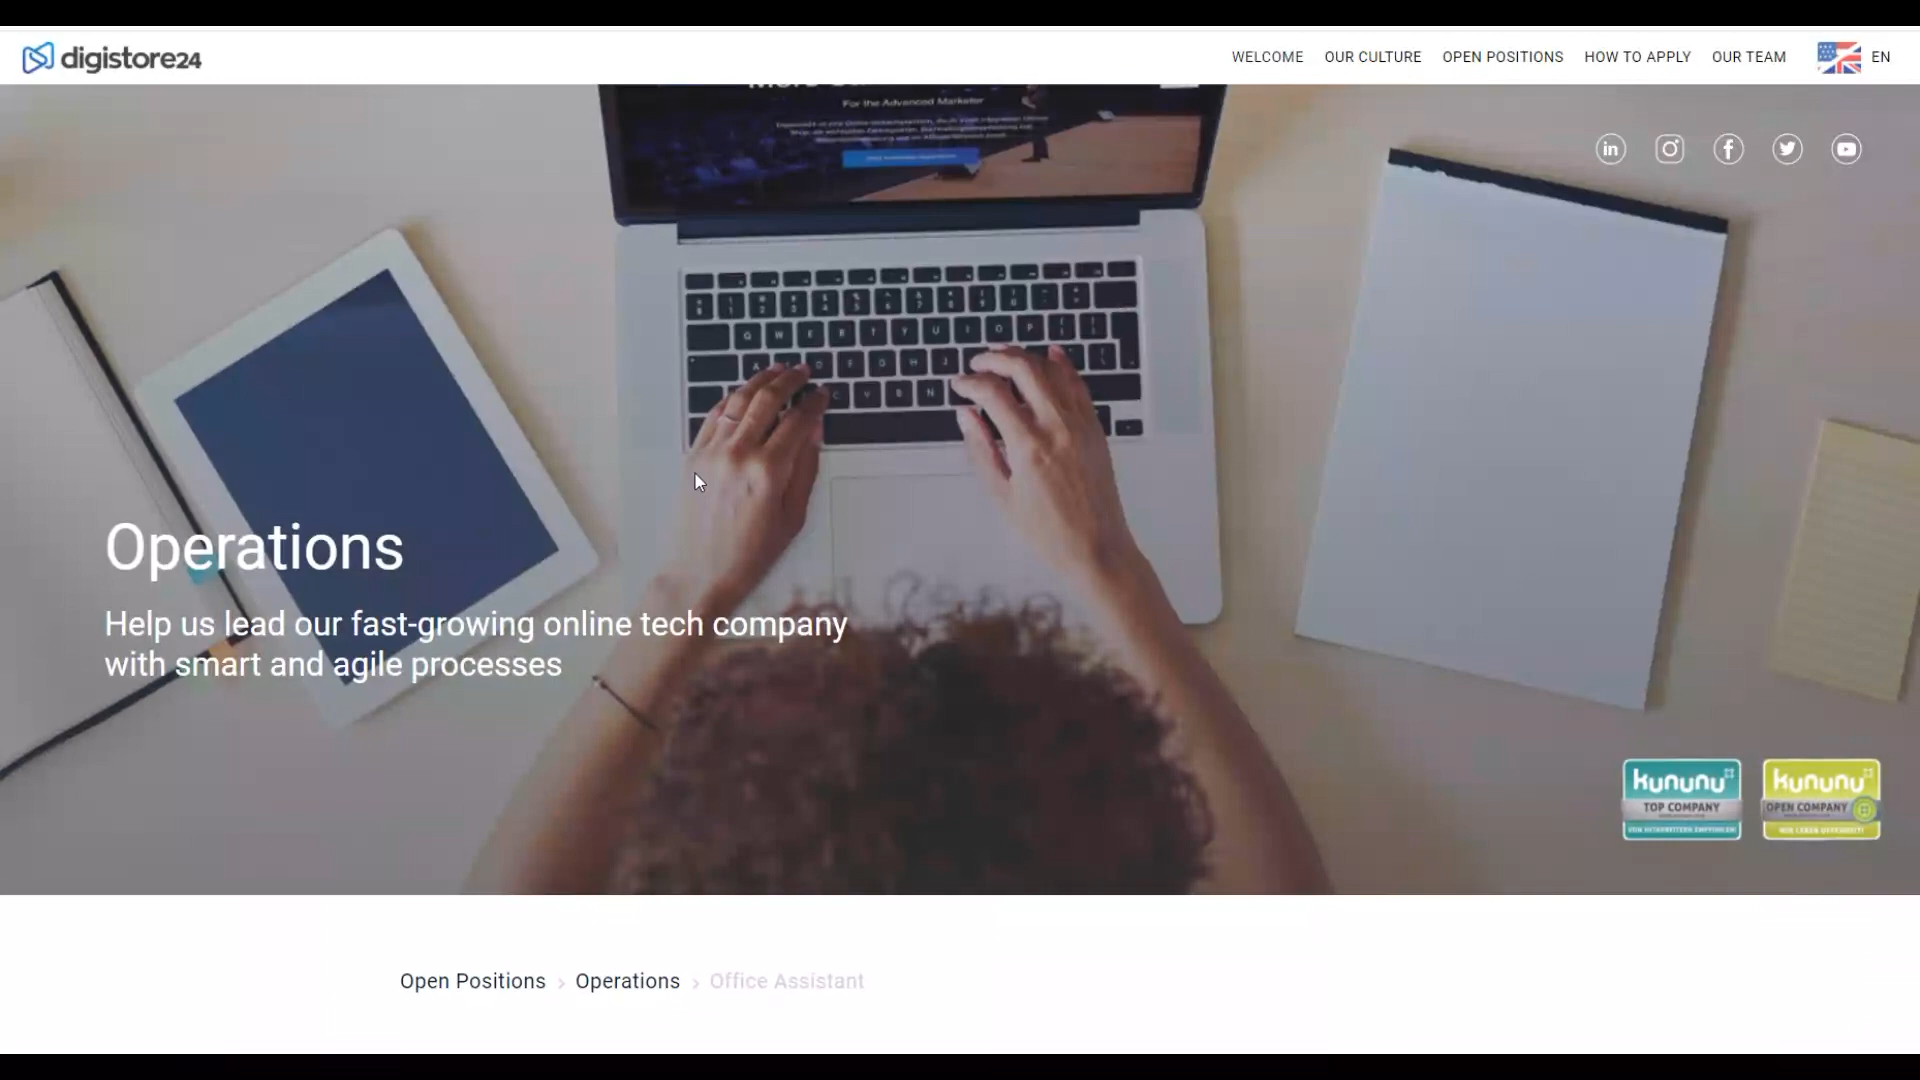 digistore24
WELCOME
OUR CULTURE
OPEN POSITIONS
HOW TO APPLY
OUR TEAM
EN
For the Advanced Marketer
in
Operations
Help us lead our fast-growing online tech company
with smart and agile processes
kununu
TOP COMPANY
kununu
OPEN COMPANY
Open Positions > Operations > Office Assistant